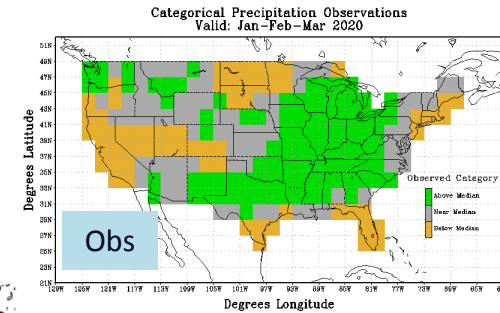 Categorical Precipitation Observations
Valid: Jan-Feb-Mar 2020
Degrees Latitude
51N
49N
47N
45N
43N
41N
39N
37N
35N
33N
31N
29N
27N
25N
23N
21N
Observed Category
Above Median
Near Median
Below Median
Obs
129W 125W 121W 117W 113W 109W 105W 101W 97W 93W 89W 85W 81W 77W 73W 69W 65W
Degrees Longitude